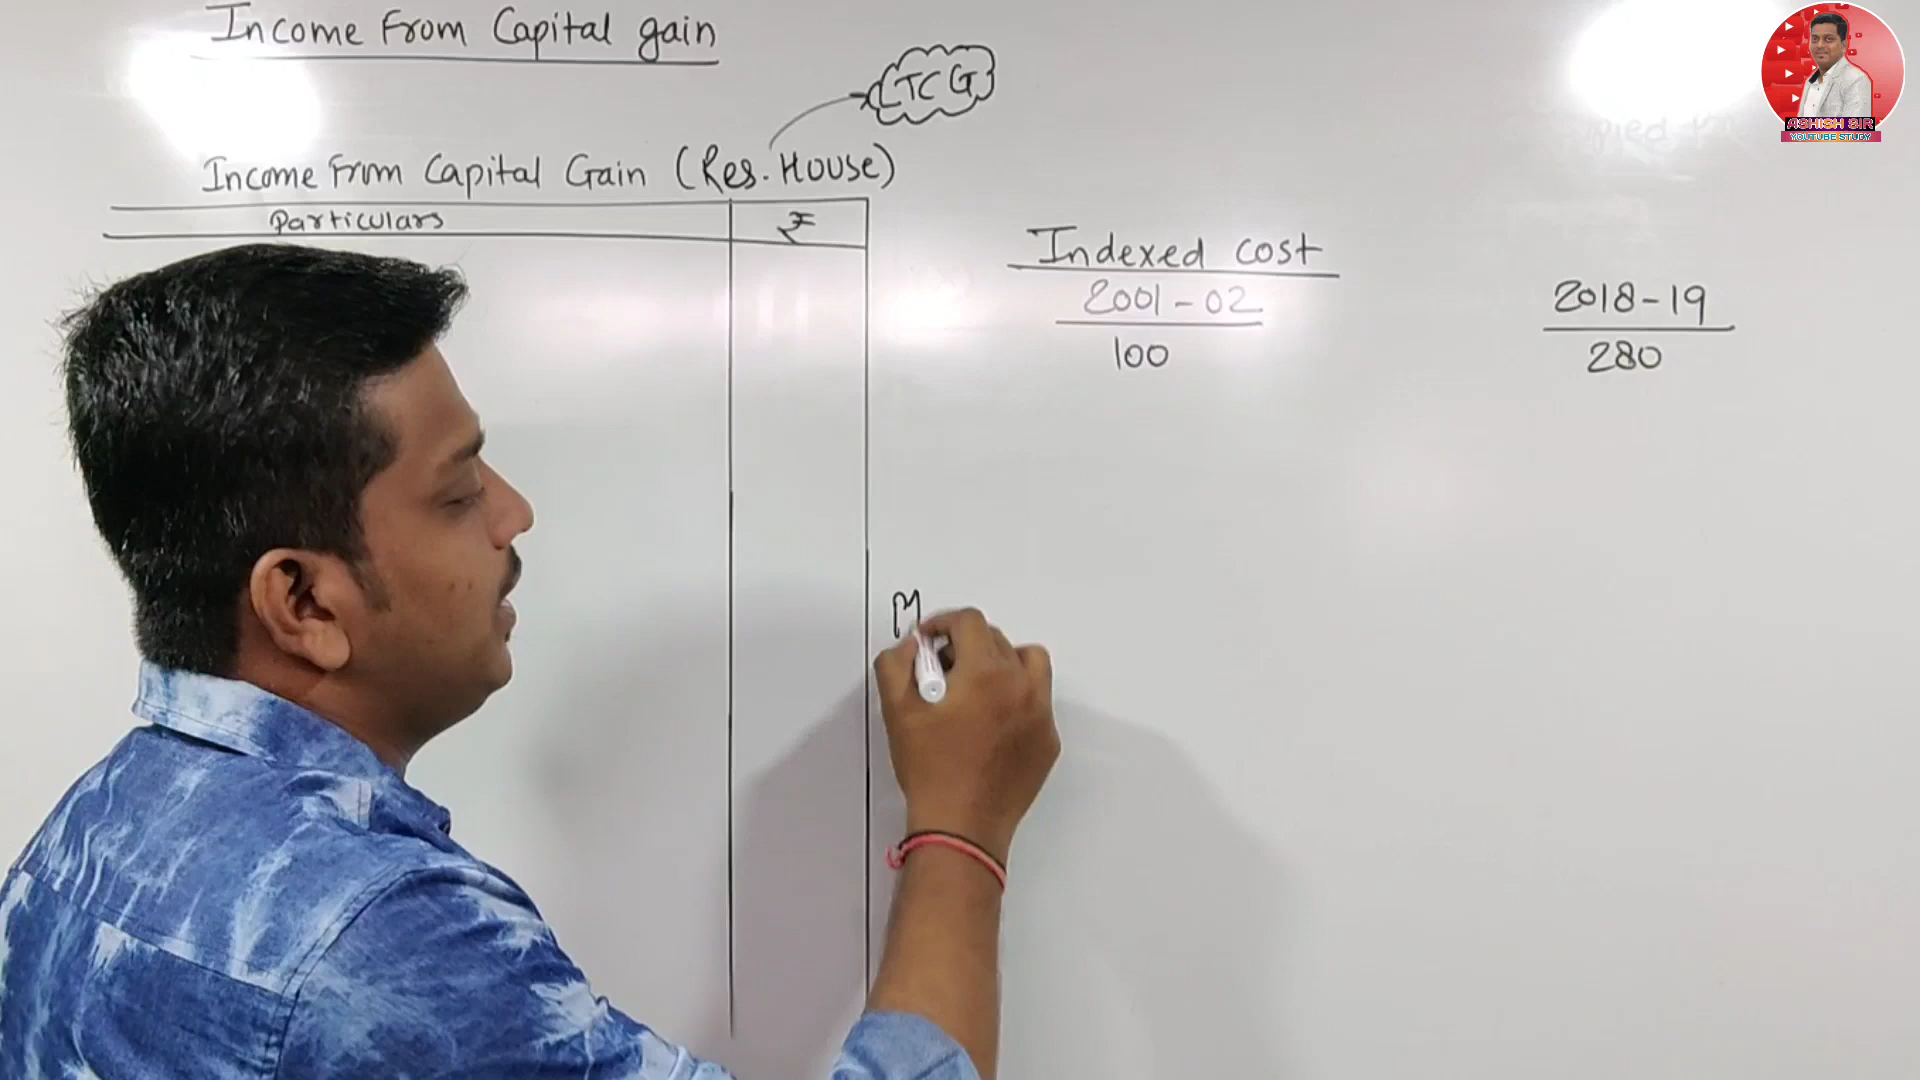 Income From Capital gain
LTCG
Income From Capital Gain (Res. House)
Particulars ₹
Indexed cost
2001-02 2018-19
100 280
M
ASHISH SIR
YOUTUBE STUDY